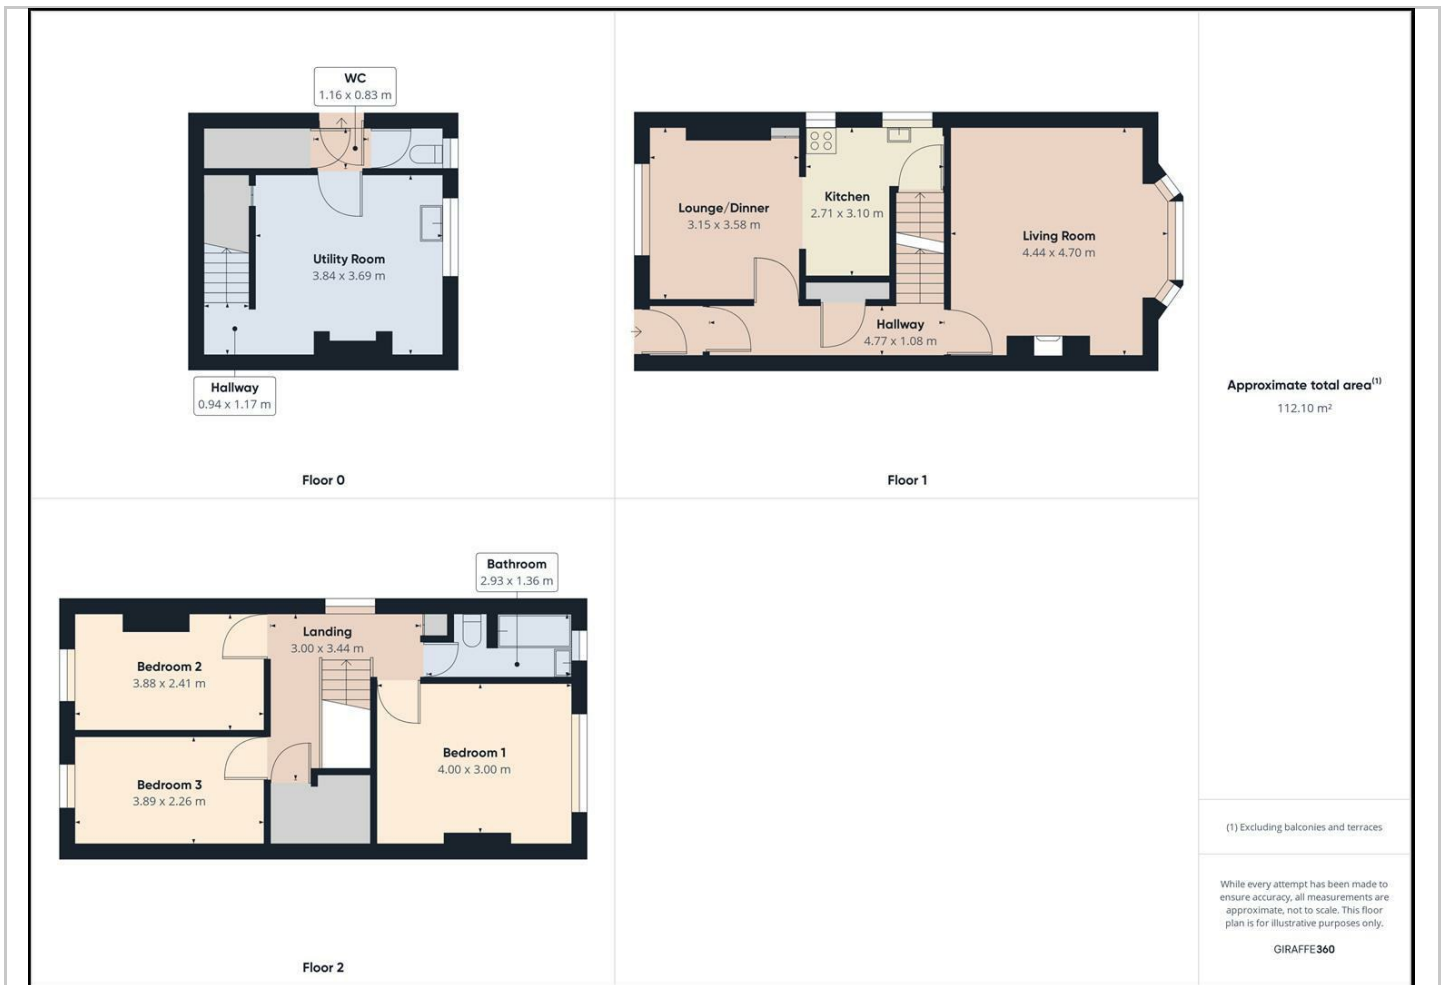 WC
1.16 x 0.83 m
Utility Room
3.84 x 3.69 m
Hallway
0.94 x 1.17 m
Floor 0
Lounge/Dinner
3.15 x 3.58 m
Kitchen
2.71 x 3.10 m
Living Room
4.44 x 4.70 m
Hallway
4.77 x 1.08 m
Floor 1
Approximate total area(1)
112.10 m²
Bathroom
2.93 x 1.36 m
Landing
3.00 x 3.44 m
Bedroom 2
3.88 x 2.41 m
Bedroom 1
4.00 x 3.00 m
Bedroom 3
3.89 x 2.26 m
Floor 2
(1) Excluding balconies and terraces
While every attempt has been made to
ensure accuracy, all measurements are
approximate, not to scale. This floor
plan is for illustrative purposes only.
GIRAFFE360